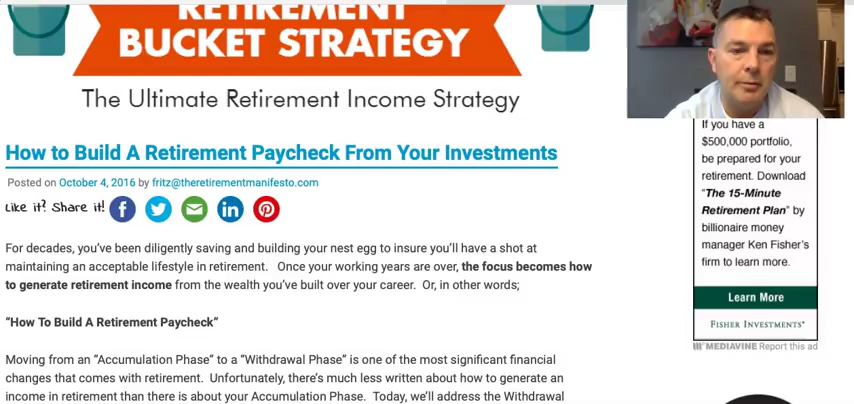 RETIREMENT
BUCKET STRATEGY
The Ultimate Retirement Income Strategy
How to Build A Retirement Paycheck From Your Investments
Posted on October 4, 2016 by fritz@theretirementmanifesto.com
Like it? Share it!
For decades, you've been diligently saving and building your nest egg to insure you'll have a shot at
maintaining an acceptable lifestyle in retirement. Once your working years are over, the focus becomes how
to generate retirement income from the wealth you've built over your career. Or, in other words;
“How To Build A Retirement Paycheck”
Moving from an “Accumulation Phase” to a “Withdrawal Phase” is one of the most significant financial
changes that comes with retirement. Unfortunately, there's much less written about how to generate an
income in retirement than there is about your Accumulation Phase. Today, we'll address the Withdrawal
If you have a
$500,000 portfolio,
be prepared for your
retirement. Download
“The 15-Minute
Retirement Plan” by
billionaire money
manager Ken Fisher's
firm to learn more.
Learn More
FISHER INVESTMENTS
MEDIAVINE Report this ad